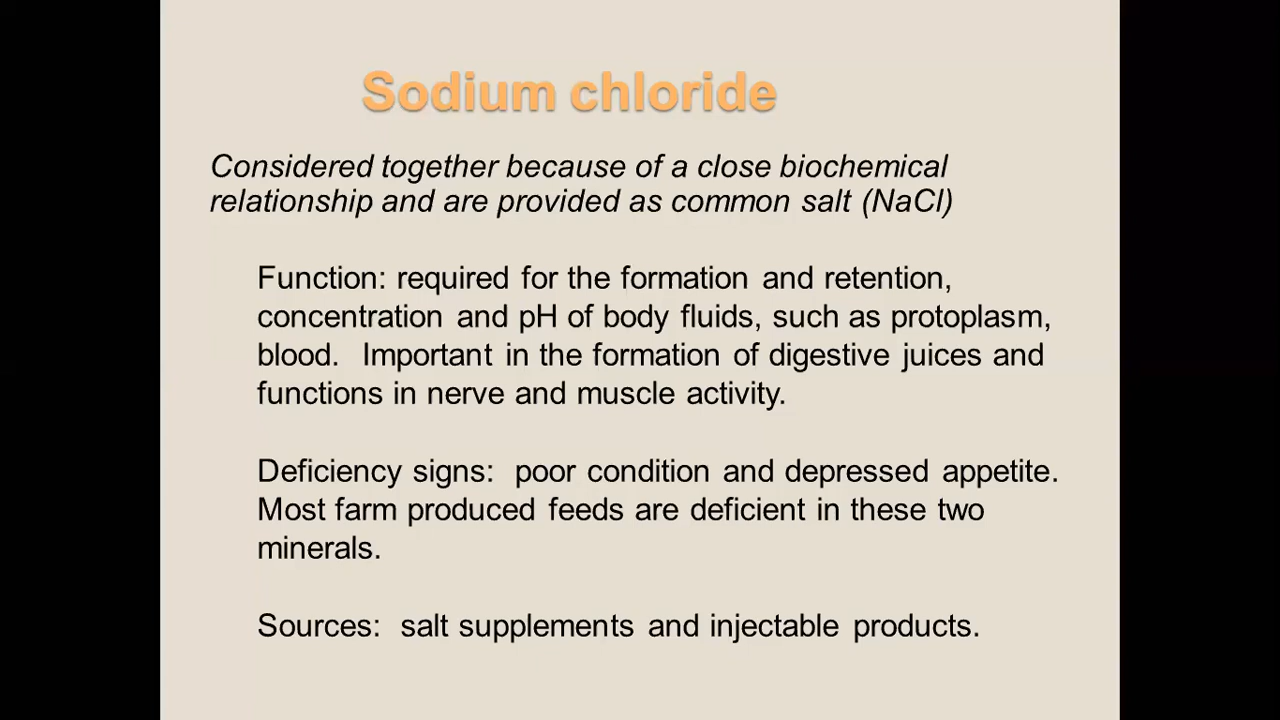 Sodium chloride
Considered together because of a close biochemical
relationship and are provided as common salt (NaCl)
Function: required for the formation and retention,
concentration and pH of body fluids, such as protoplasm,
blood.  Important in the formation of digestive juices and
functions in nerve and muscle activity.
Deficiency signs:  poor condition and depressed appetite.
Most farm produced feeds are deficient in these two
minerals.
Sources:  salt supplements and injectable products.